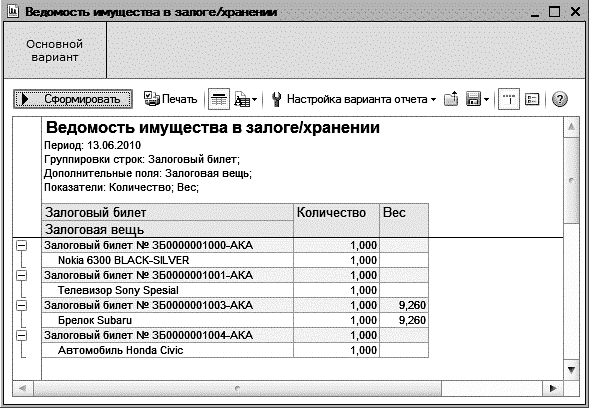 Ведомость имущества в залоге/хранении
Основной
вариант
Сформировать Печать Настройка варианта отчета
Ведомость имущества в залоге/хранении
Период: 13.06.2010
Группировки строк: Залоговый билет;
Дополнительные поля: Залоговая вещь;
Показатели: Количество; Вес;
Залоговый билет Количество Вес
Залоговая вещь
Залоговый билет № ЗБ0000001000-АКА 1,000
Nokia 6300 BLACK-SILVER 1,000
Залоговый билет № ЗБ0000001001-АКА 1,000
Телевизор Sony Spesial 1,000
Залоговый билет № ЗБ0000001003-АКА 1,000 9,260
Брелок Subaru 1,000 9,260
Залоговый билет № ЗБ0000001004-АКА 1,000
Автомобиль Honda Civic 1,000